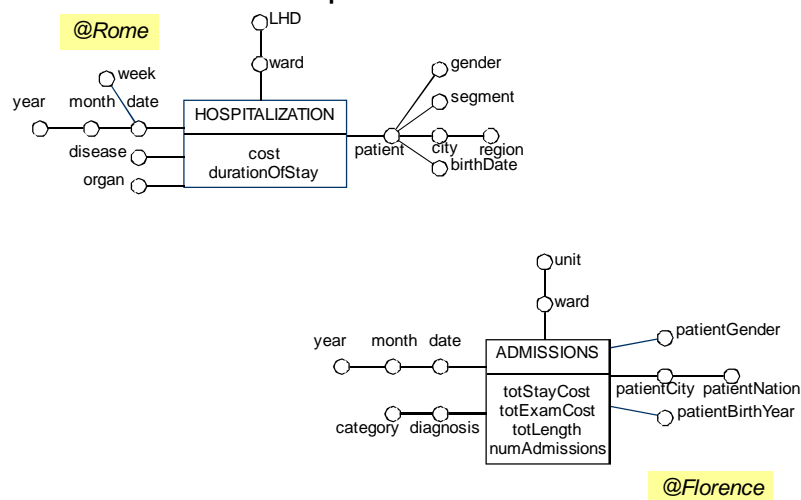 @Rome
LHD
ward
week
year month date
HOSPITALIZATION
cost
durationOfStay
disease
organ
gender
segment
patient city region
birthDate
unit
ward
year month date
ADMISSIONS
totStayCost
totExamCost
totLength
numAdmissions
category diagnosis
patientGender
patientCity patientNation
patientBirthYear
@Florence